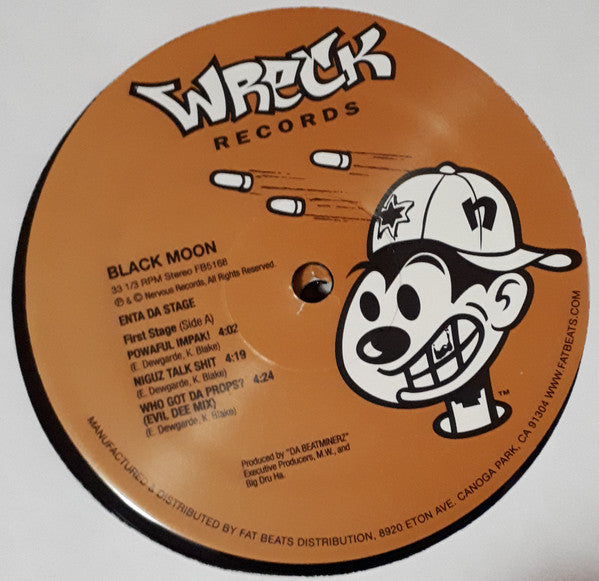 WRECK
RECORDS
n
BLACK MOON
33 1/3 RPM Stereo FB5168
℗ & © Nervous Records, All Rights Reserved.
ENTA DA STAGE
First Stage (Side A)
POWAFUL IMPAK! 4:02
(E. Dewgarde, K. Blake)
NIGUZ TALK SHIT 4:19
(E. Dewgarde, K. Blake)
WHO GOT DA PROPS? 4:24
(EVIL DEE MIX)
(E. Dewgarde, K. Blake)
Produced by "DA BEATMINERZ"
Executive Producers, M.W., and
Big Dru Ha.
TM
MANUFACTURED & DISTRIBUTED BY FAT BEATS DISTRIBUTION, 8920 ETON AVE. CANOGA PARK, CA 91304 WWW.FATBEATS.COM